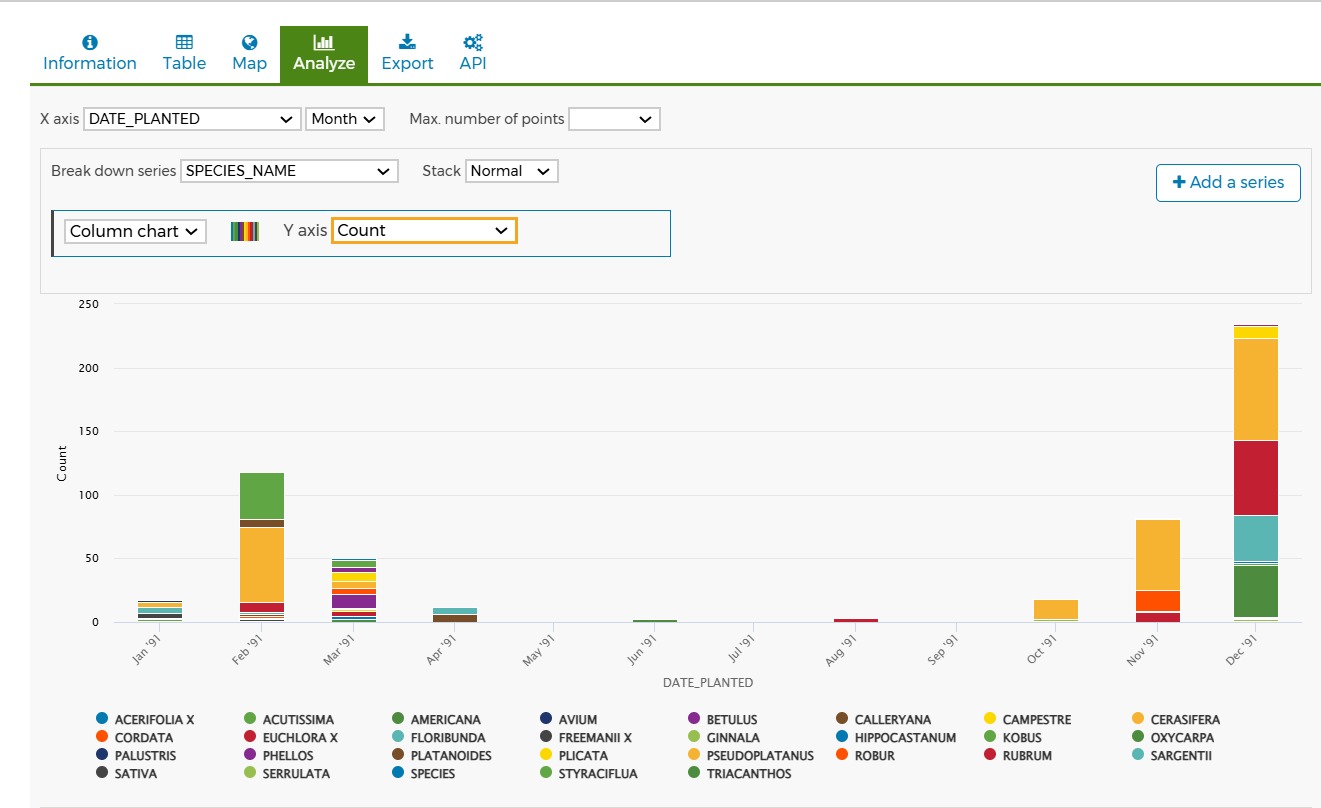 Information Table Map Analyze Export API
X axis DATE_PLANTED Month Max. number of points
Break down series SPECIES_NAME Stack Normal
+ Add a series
Column chart Y axis Count
250
200
150
100
50
0
Count
Jan '91 Feb '91 Mar '91 Apr '91 May '91 Jun '91 Jul '91 Aug '91 Sep '91 Oct '91 Nov '91 Dec '91
DATE_PLANTED
ACERIFOLIA X ACUTISSIMA AMERICANA AVIUM BETULUS CALLERYANA CAMPESTRE CERASIFERA
CORDATA EUCHLORA X FLORIBUNDA FREEMANII X GINNALA HIPPOCASTANUM KOBUS OXYCARPA
PALUSTRIS PHELLOS PLATANOIDES PLICATA PSEUDOPLATANUS ROBUR RUBRUM SARGENTII
SATIVA SERRULATA SPECIES STYRACIFLUA TRIACANTHOS